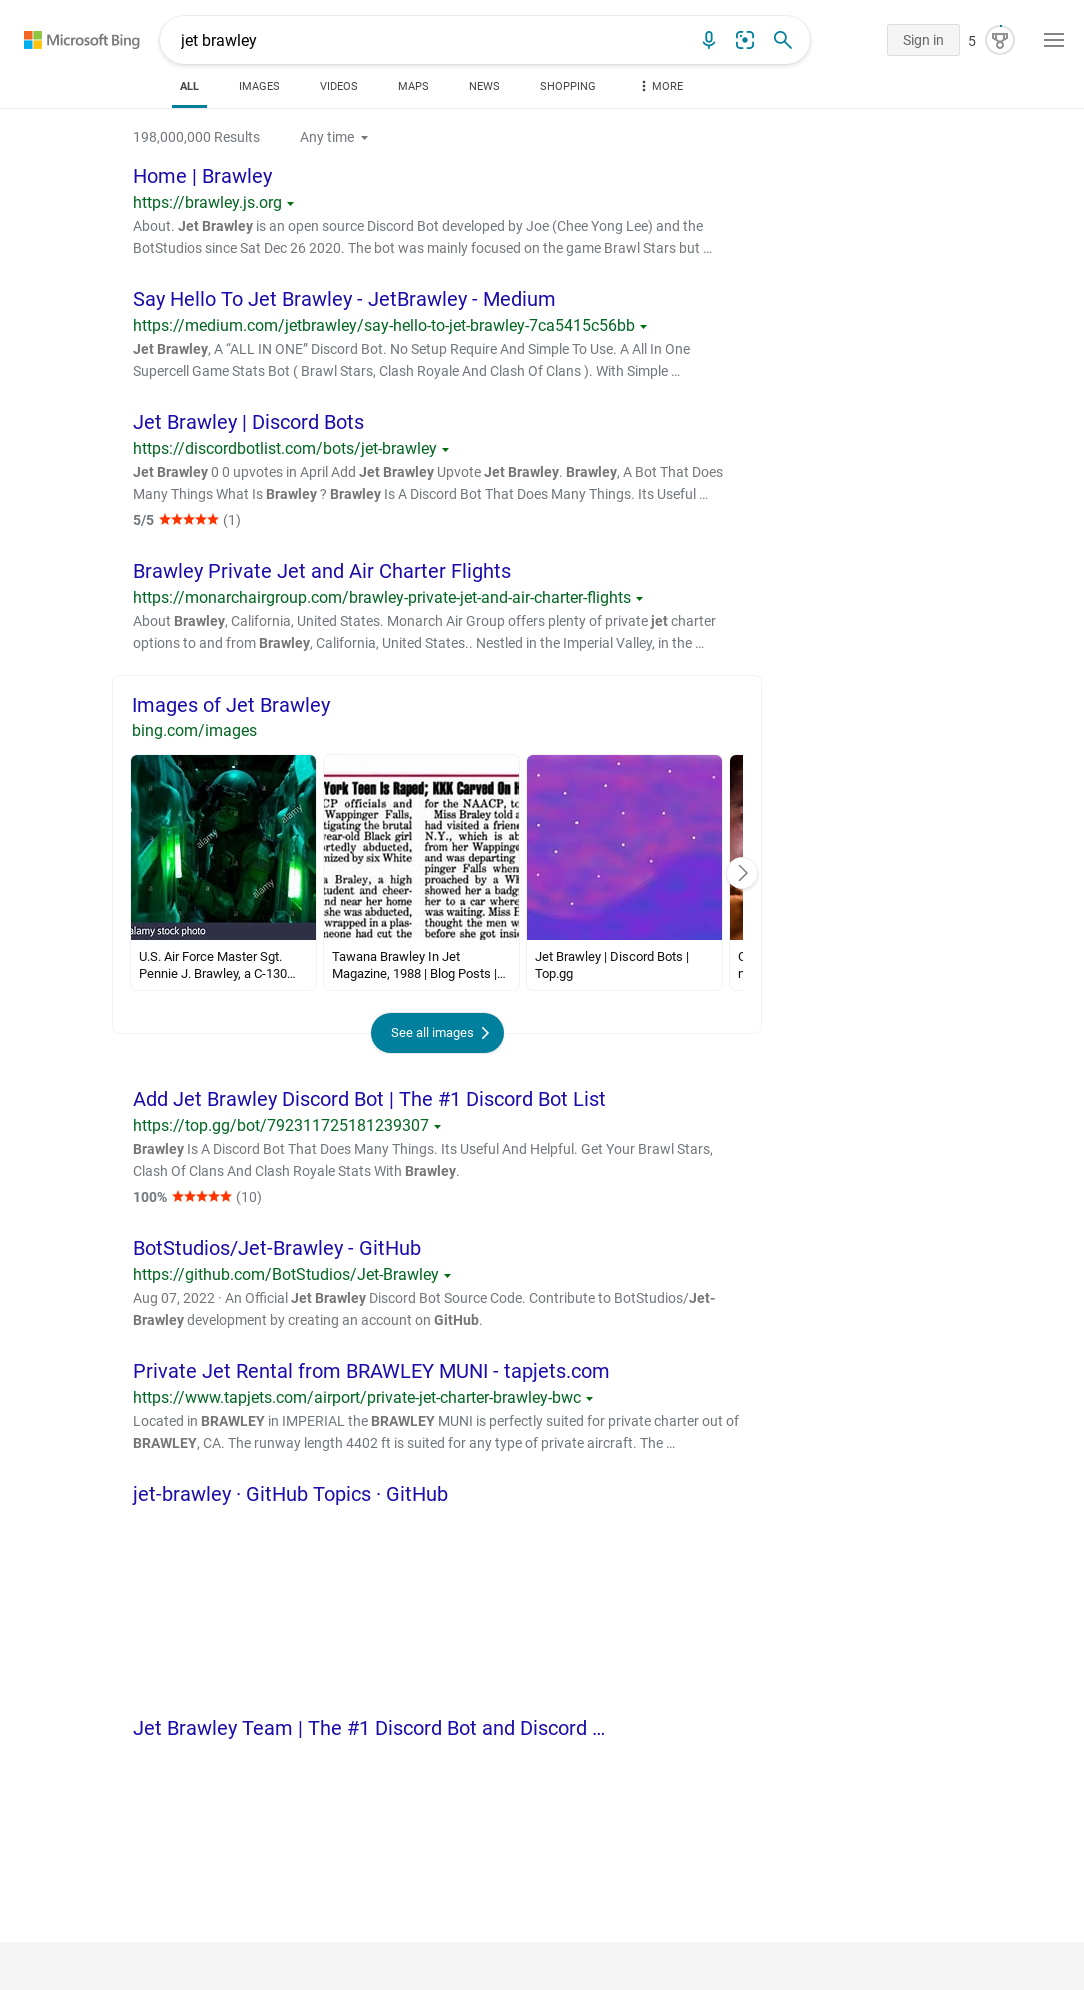 Microsoft Bing
jet brawley
Sign in
5
ALL
IMAGES
VIDEOS
MAPS
NEWS
SHOPPING
MORE
198,000,000 Results
Any time
Home | Brawley
https://brawley.js.org
About. Jet Brawley is an open source Discord Bot developed by Joe (Chee Yong Lee) and the
BotStudios since Sat Dec 26 2020. The bot was mainly focused on the game Brawl Stars but …
Say Hello To Jet Brawley - JetBrawley - Medium
https://medium.com/jetbrawley/say-hello-to-jet-brawley-7ca5415c56bb
Jet Brawley, A “ALL IN ONE” Discord Bot. No Setup Require And Simple To Use. A All In One
Supercell Game Stats Bot ( Brawl Stars, Clash Royale And Clash Of Clans ). With Simple …
Jet Brawley | Discord Bots
https://discordbotlist.com/bots/jet-brawley
Jet Brawley 0 0 upvotes in April Add Jet Brawley Upvote Jet Brawley. Brawley, A Bot That Does
Many Things What Is Brawley ? Brawley Is A Discord Bot That Does Many Things. Its Useful …
5/5 ★★★★★ (1)
Brawley Private Jet and Air Charter Flights
https://monarchairgroup.com/brawley-private-jet-and-air-charter-flights
About Brawley, California, United States. Monarch Air Group offers plenty of private jet charter
options to and from Brawley, California, United States.. Nestled in the Imperial Valley, in the …
Images of Jet Brawley
bing.com/images
alamy
alamy
alamy
alamy stock photo
York Teen Is Raped; KKK Carved On H
CP officials and
Wappinger Falls,
tigating the brutal
year-old Black girl
ortedly abducted,
mized by six White
a Braley, a high
tudent and cheer-
nd near her home
she was abducted,
wrapped in a plas-
meone had cut the
for the NAACP, to
Miss Braley told a
had visited a friend
N.Y., which is ab
from her Wappinge
and was departing
pinger Falls when
proached by a Wh
showed her a badg
her to a car where
was waiting. Miss B
thought the men w
before she got insid
U.S. Air Force Master Sgt.
Pennie J. Brawley, a C-130…
Tawana Brawley In Jet
Magazine, 1988 | Blog Posts |…
Jet Brawley | Discord Bots |
Top.gg
See all images
Add Jet Brawley Discord Bot | The #1 Discord Bot List
https://top.gg/bot/792311725181239307
Brawley Is A Discord Bot That Does Many Things. Its Useful And Helpful. Get Your Brawl Stars,
Clash Of Clans And Clash Royale Stats With Brawley.
100% ★★★★★ (10)
BotStudios/Jet-Brawley - GitHub
https://github.com/BotStudios/Jet-Brawley
Aug 07, 2022 · An Official Jet Brawley Discord Bot Source Code. Contribute to BotStudios/Jet-
Brawley development by creating an account on GitHub.
Private Jet Rental from BRAWLEY MUNI - tapjets.com
https://www.tapjets.com/airport/private-jet-charter-brawley-bwc
Located in BRAWLEY in IMPERIAL the BRAWLEY MUNI is perfectly suited for private charter out of
BRAWLEY, CA. The runway length 4402 ft is suited for any type of private aircraft. The …
jet-brawley · GitHub Topics · GitHub
Jet Brawley Team | The #1 Discord Bot and Discord …